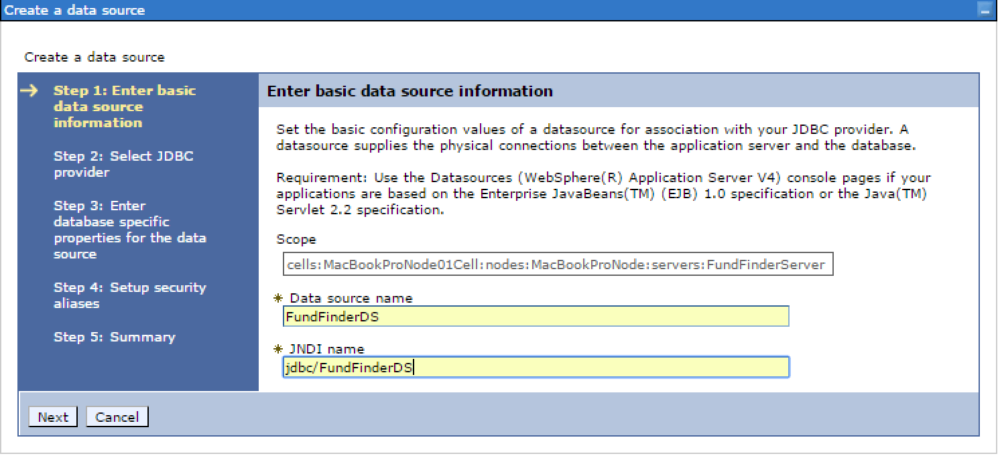 Create a data source
Create a data source
Step 1: Enter basic
data source
information
Step 2: Select JDBC
provider
Step 3: Enter
database specific
properties for the data
source
Step 4: Setup security
aliases
Step 5: Summary
Enter basic data source information
Set the basic configuration values of a datasource for association with your JDBC provider. A
datasource supplies the physical connections between the application server and the database.
Requirement: Use the Datasources (WebSphere(R) Application Server V4) console pages if your
applications are based on the Enterprise JavaBeans(TM) (EJB) 1.0 specification or the Java(TM)
Servlet 2.2 specification.
Scope
cells:MacBookProNode01Cell:nodes:MacBookProNode:servers:FundFinderServer
* Data source name
FundFinderDS
* JNDI name
jdbc/FundFinderDS
Next Cancel